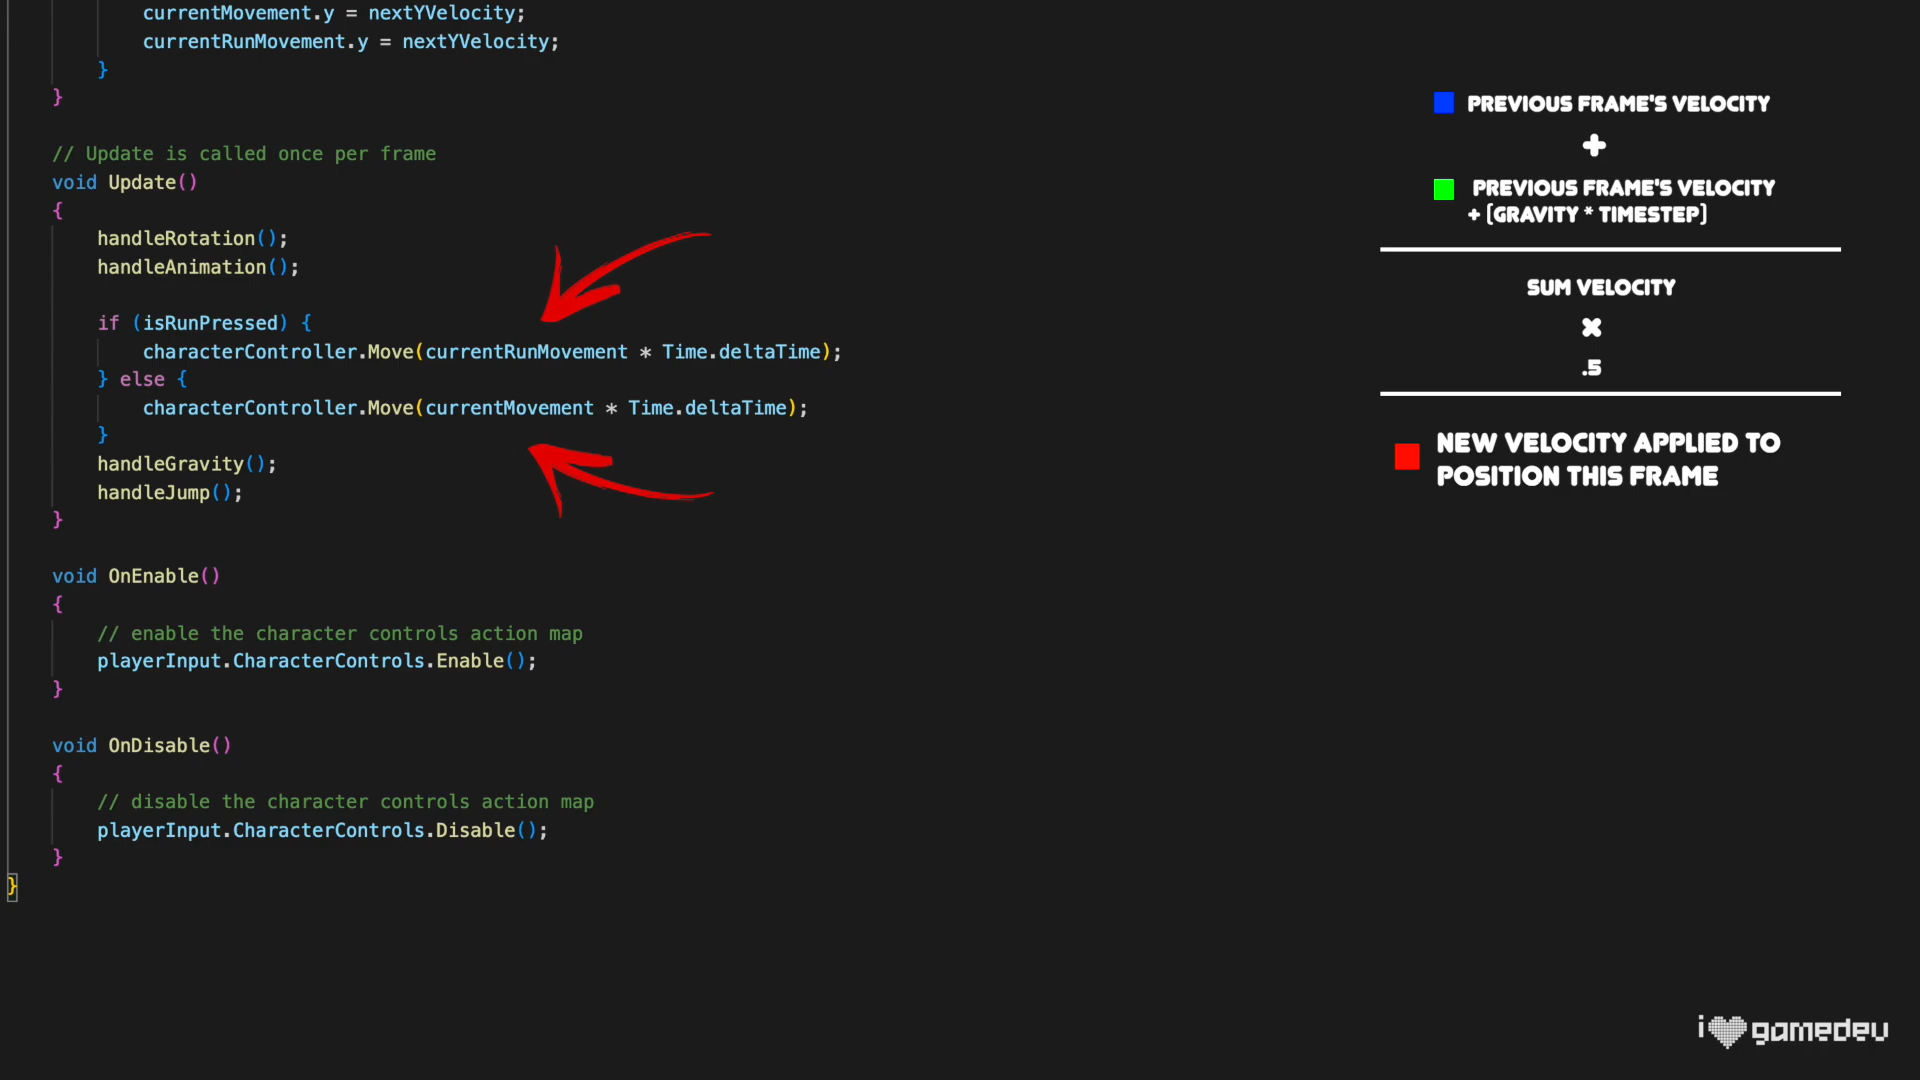 currentMovement.y = nextYVelocity;
currentRunMovement.y = nextYVelocity;
}
}
// Update is called once per frame
void Update()
{
handleRotation();
handleAnimation();
if (isRunPressed) {
characterController.Move(currentRunMovement * Time.deltaTime);
} else {
characterController.Move(currentMovement * Time.deltaTime);
}
handleGravity();
handleJump();
}
void OnEnable()
{
// enable the character controls action map
playerInput.CharacterControls.Enable();
}
void OnDisable()
{
// disable the character controls action map
playerInput.CharacterControls.Disable();
}
}
PREVIOUS FRAME'S VELOCITY
+
PREVIOUS FRAME'S VELOCITY
+ (GRAVITY * TIMESTEP)
SUM VELOCITY
×
.5
NEW VELOCITY APPLIED TO
POSITION THIS FRAME
i gamedev